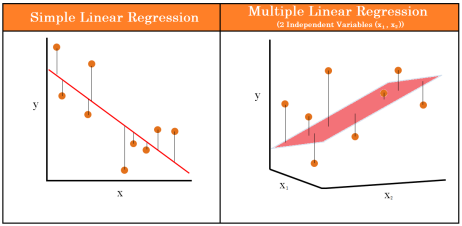 Simple Linear Regression
Multiple Linear Regression
(2 Independent Variables (x₁, x₂))
y
x
y
x₁
x₂